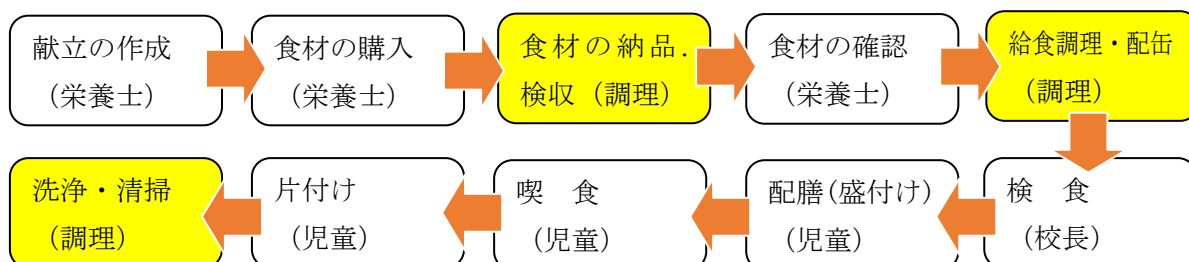 献立の作成
(栄養士)
食材の購入
(栄養士)
食材の納品.
検収(調理)
食材の確認
(栄養士)
給食調理・配缶
(調理)
検　食
(校長)
配膳(盛付け)
(児童)
喫　食
(児童)
片付け
(児童)
洗浄・清掃
(調理)